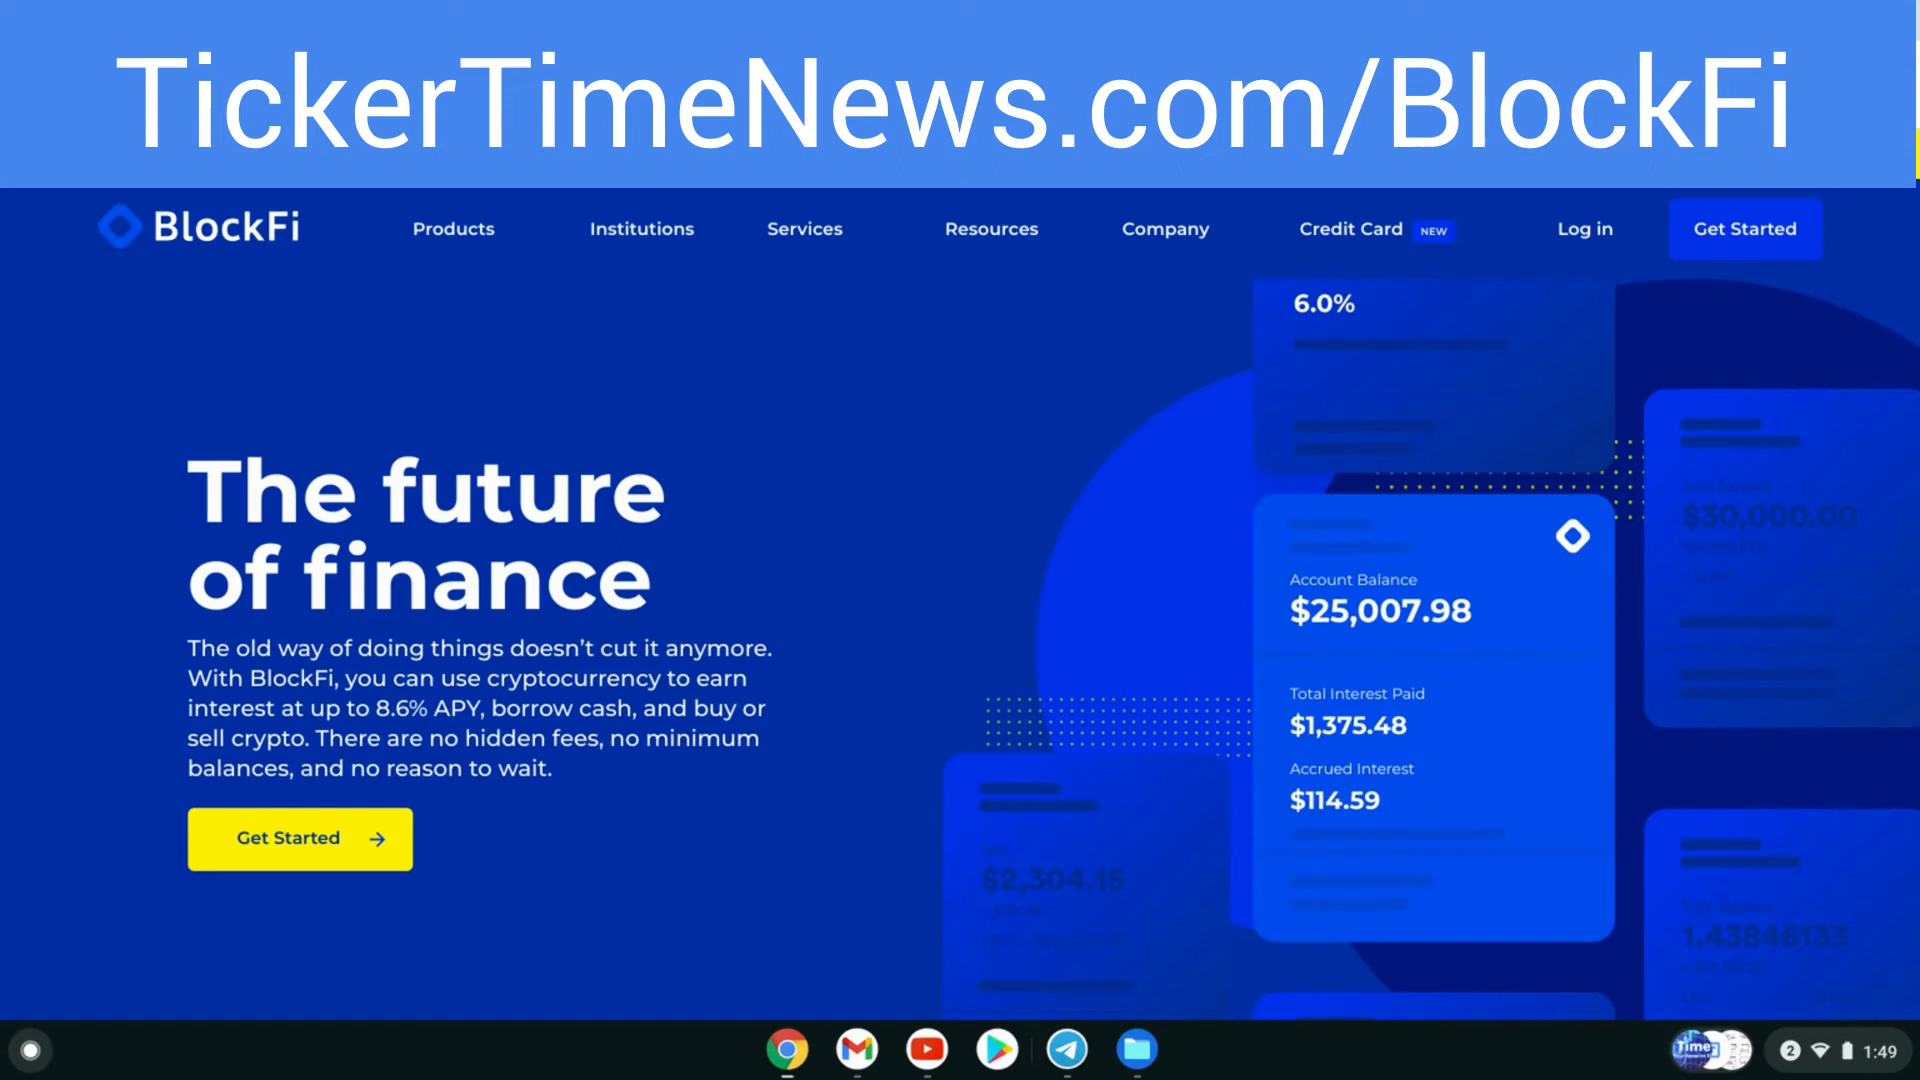 TickerTimeNews.com/BlockFi
BlockFi
Products
Institutions
Services
Resources
Company
Credit Card NEW
Log in
Get Started
6.0%
The future
of finance
The old way of doing things doesn’t cut it anymore.
With BlockFi, you can use cryptocurrency to earn
interest at up to 8.6% APY, borrow cash, and buy or
sell crypto. There are no hidden fees, no minimum
balances, and no reason to wait.
Get Started
Account Balance
$25,007.98
Total Interest Paid
$1,375.48
Accrued Interest
$114.59
Total Balance
$30,000.00
$2,304.15
Total Balance
1.43846133
Time
2
1:49